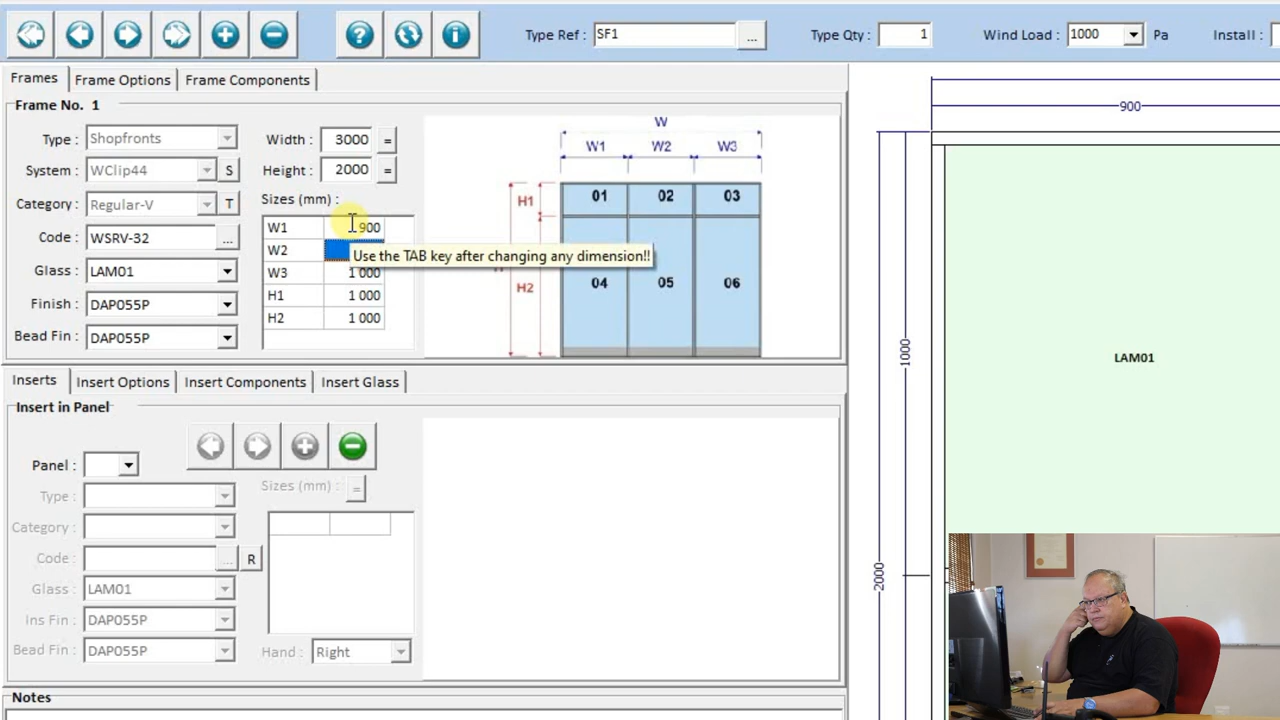 Type Ref : SF1 ... Type Qty : 1 Wind Load : 1000 Pa Install :
Frames Frame Options Frame Components
Frame No. 1
Type : Shopfronts
System : WClip44 S
Category : Regular-V T
Code : WSRV-32 ...
Glass : LAM01
Finish : DAP055P
Bead Fin : DAP055P
Width : 3000 =
Height : 2000 =
Sizes (mm) :
W1 900
W2
W3 1 000
H1 1 000
H2 1 000
Use the TAB key after changing any dimension!!
W
W1 W2 W3
H1
H2
01 02 03
04 05 06
900
1000
2000
LAM01
Inserts Insert Options Insert Components Insert Glass
Insert in Panel
Panel :
Type :
Category :
Code : ... R
Glass : LAM01
Ins Fin : DAP055P
Bead Fin : DAP055P
Sizes (mm) : =
Hand : Right
Notes